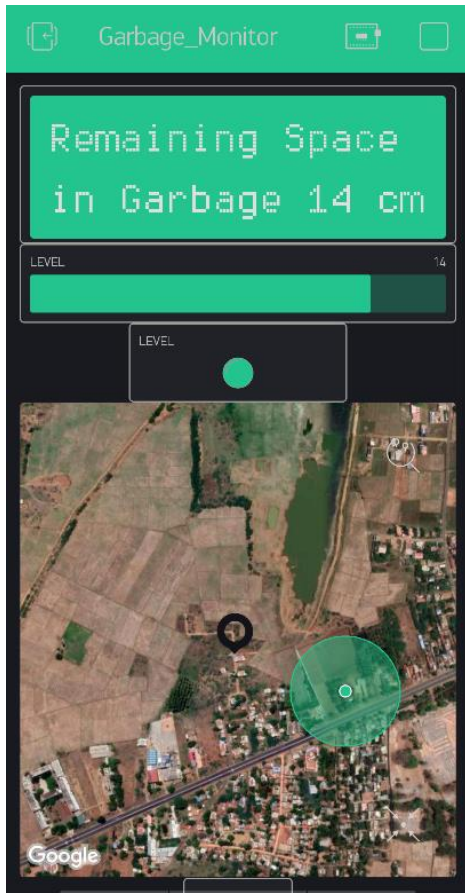 Garbage_Monitor
Remaining Space
in Garbage 14 cm
LEVEL 14
LEVEL
Google